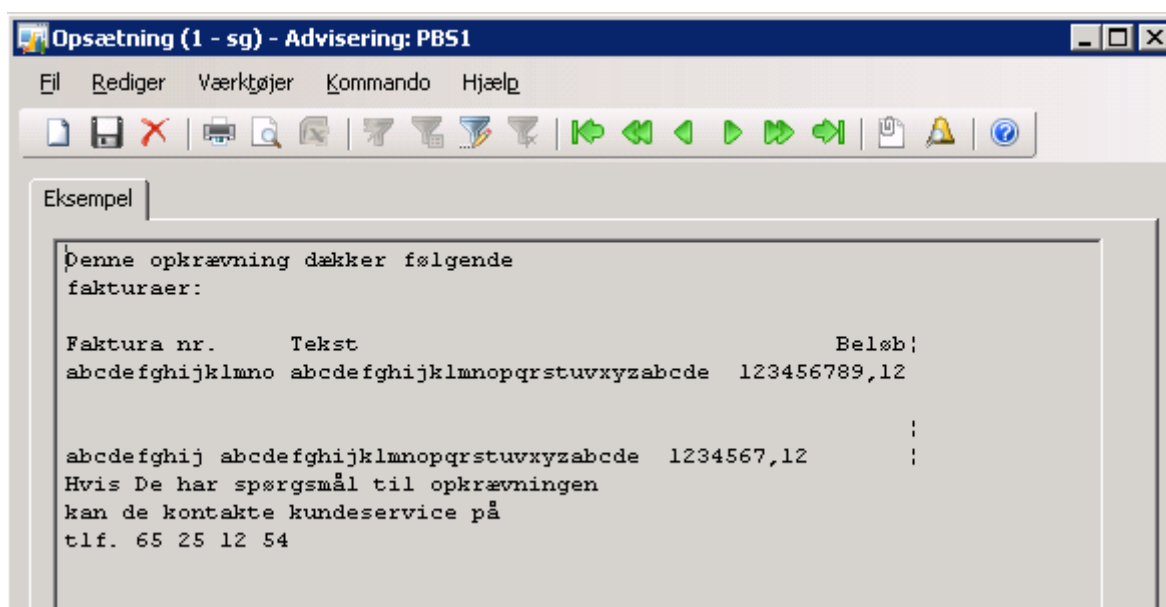 Opsætning (1 - sg) - Advisering: PBS1
Fil Rediger Værktøjer Kommando Hjælp
Eksempel
Denne opkrævning dækker følgende
fakturaer:
Faktura nr. Tekst Beløb¦
abcdefghijklmno abcdefghijklmnopqrstuvxyzabcde 123456789,12
¦
abcdefghij abcdefghijklmnopqrstuvxyzabcde 1234567,12 ¦
Hvis De har spørgsmål til opkrævningen
kan de kontakte kundeservice på
tlf. 65 25 12 54